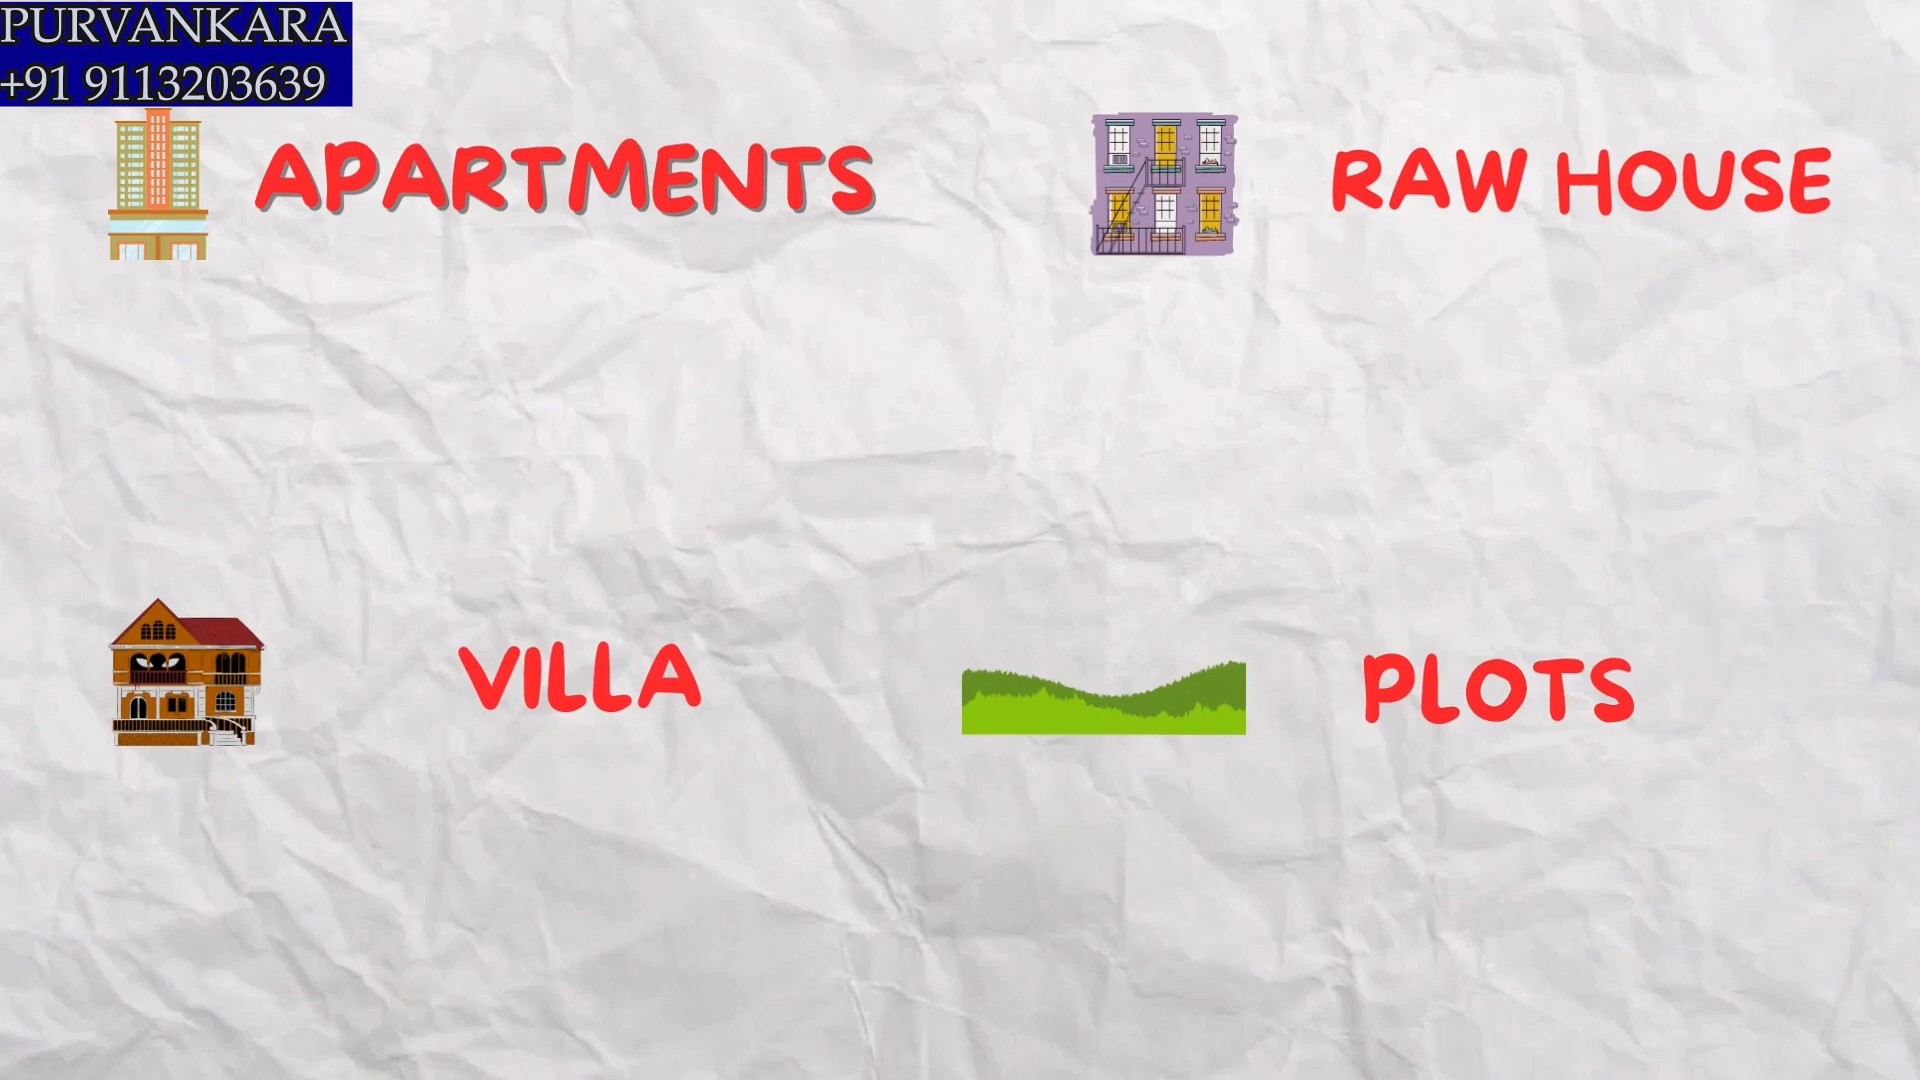 PURVANKARA
+91 9113203639
APARTMENTS
RAW HOUSE
VILLA
PLOTS